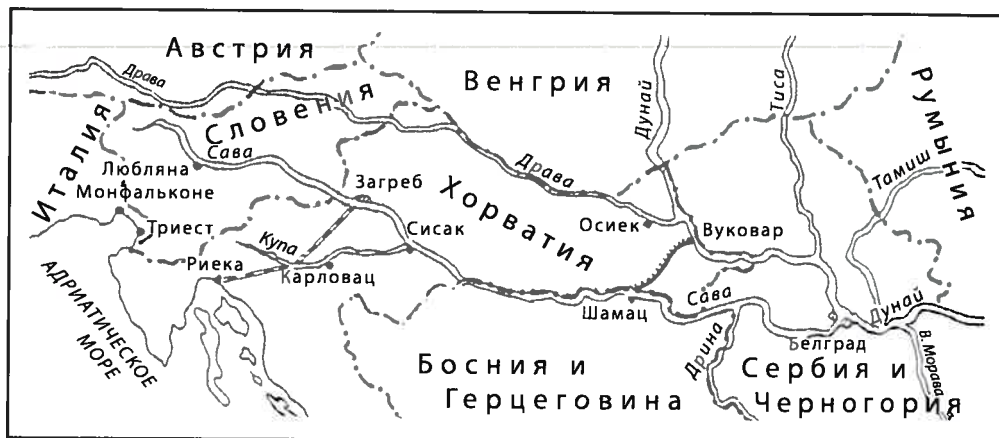 Австрия
Венгрия
Румыния
Словения
Италия
Хорватия
Драва
Дунай
Тиса
Тамиш
Сава
Любляна
Монфальконе
Триест
Загреб
Драва
Осиек
Вуковар
Купа
Сисак
Риека
Карловац
АДРИАТИЧЕСКОЕ
МОРЕ
Шамац
Сава
Дрина
Дунай
Белград
В. Морава
Босния и
Герцеговина
Сербия и
Черногория